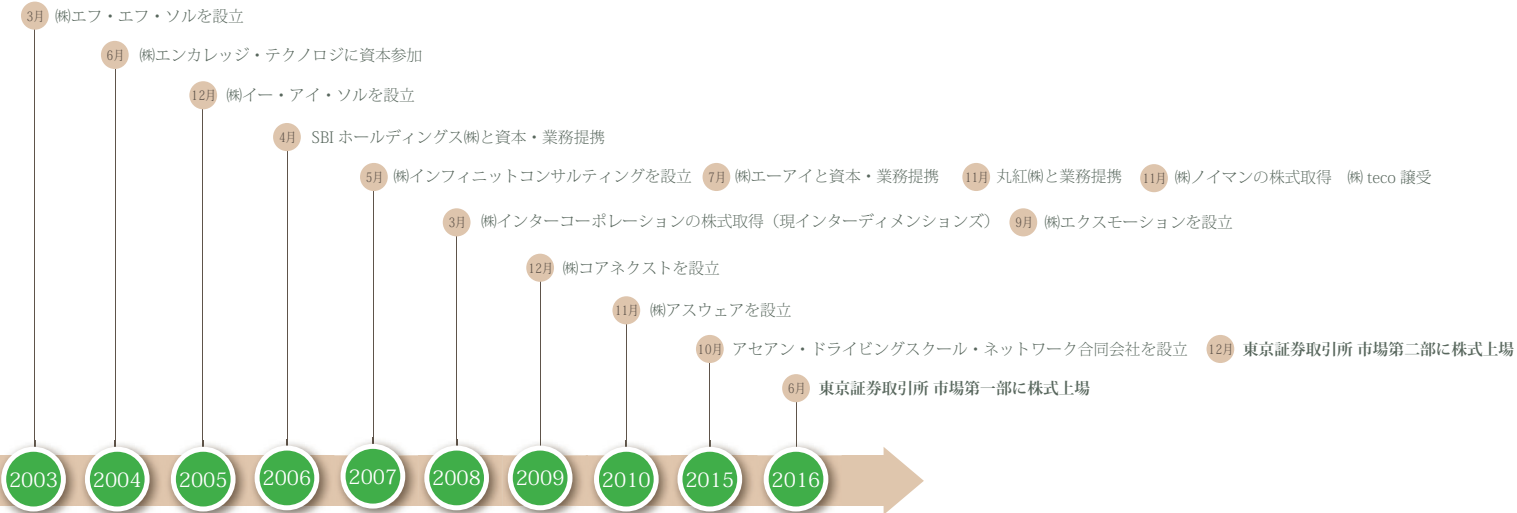 3月 ㈱エフ・エフ・ソルを設立
6月 ㈱エンカレッジ・テクノロジに資本参加
12月 ㈱イー・アイ・ソルを設立
4月 SBI ホールディングス㈱と資本・業務提携
5月 ㈱インフィニットコンサルティングを設立 7月 ㈱エーアイと資本・業務提携 11月 丸紅㈱と業務提携 11月 ㈱ノイマンの株式取得 ㈱ teco 譲受
3月 ㈱インターコーポレーションの株式取得（現インターディメンションズ） 9月 ㈱エクスモーションを設立
12月 ㈱コアネクストを設立
11月 ㈱アスウェアを設立
10月 アセアン・ドライビングスクール・ネットワーク合同会社を設立 12月 東京証券取引所 市場第二部に株式上場
6月 東京証券取引所 市場第一部に株式上場
2003 2004 2005 2006 2007 2008 2009 2010 2015 2016